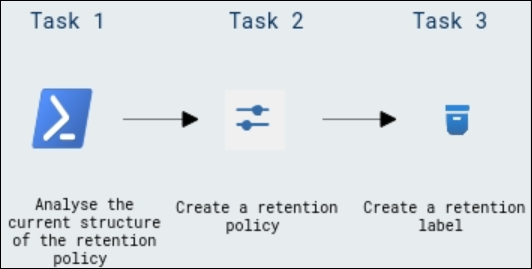 Task 1
Task 2
Task 3
Analyse the
current structure
of the retention
policy
Create a retention
policy
Create a retention
label